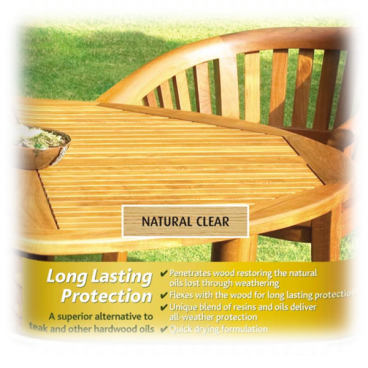 NATURAL CLEAR
Long Lasting
Protection
A superior alternative to
teak and other hardwood oils
✔ Penetrates wood restoring the natural
oils lost through weathering
✔ Flexes with the wood for long lasting protection
✔ Unique blend of resins and oils deliver
all-weather protection
✔ Quick drying formulation